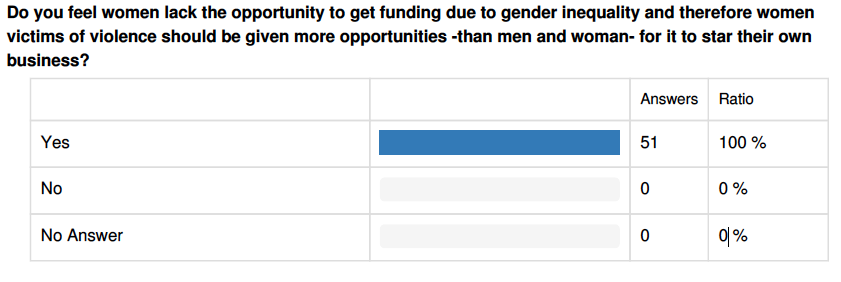 Do you feel women lack the opportunity to get funding due to gender inequality and therefore women
victims of violence should be given more opportunities -than men and woman- for it to star their own
business?
Answers Ratio
Yes 51 100 %
No 0 0 %
No Answer 0 0 %